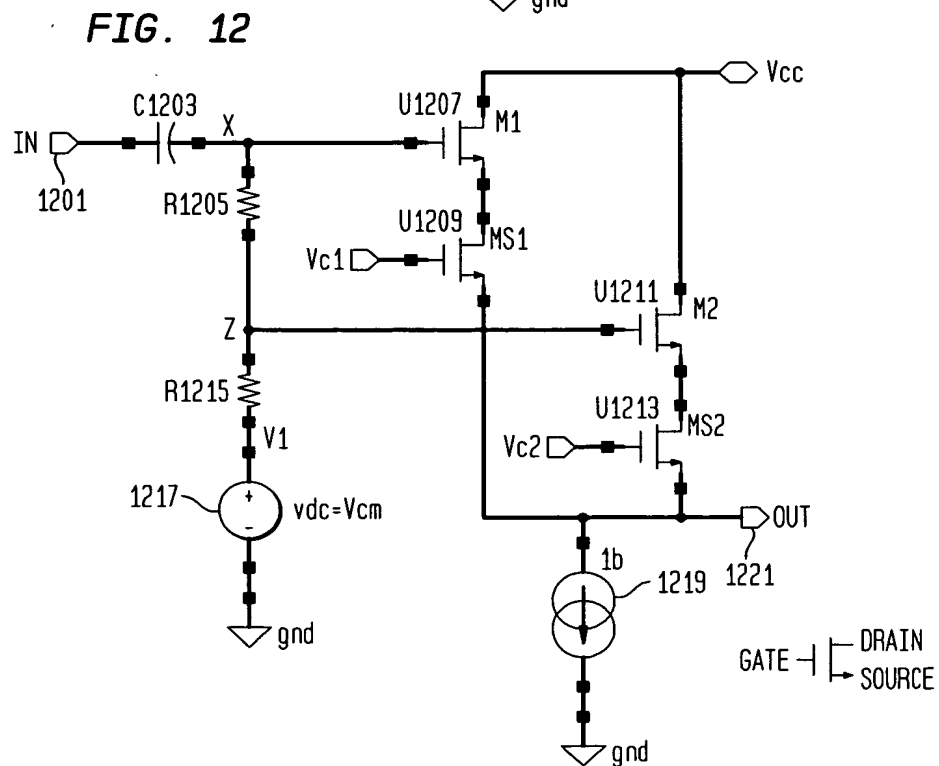 gnd
FIG. 12
Vcc
C1203
U1207
M1
IN
X
1201
R1205
U1209
MS1
Vc1
U1211
M2
Z
R1215
U1213
MS2
V1
Vc2
1217
vdc=Vcm
OUT
1b
1219
1221
gnd
GATE
DRAIN
SOURCE
gnd